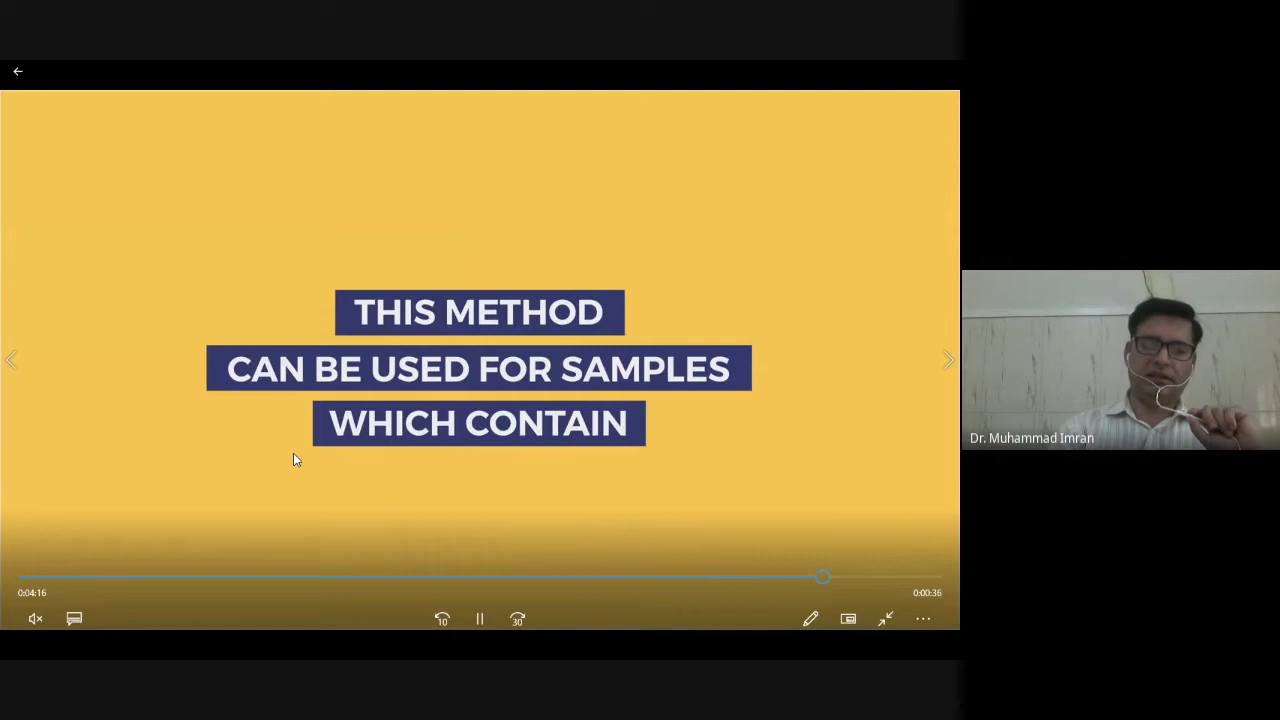 THIS METHOD
CAN BE USED FOR SAMPLES
WHICH CONTAIN
Dr. Muhammad Imran
0:04:16
0:00:36
10
30